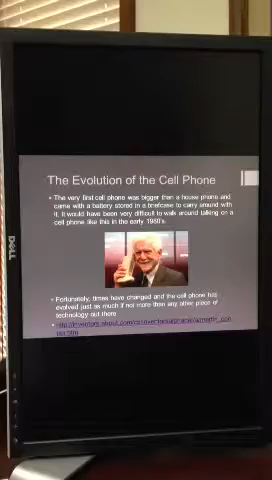 The Evolution of the Cell Phone
• The very first cell phone was bigger than a house phone and
came with a battery stored in a briefcase to carry around with
it. It would have been very difficult to walk around talking on a
cell phone like this in the early 1980's.
• Fortunately, times have changed and the cell phone has
evolved just as much if not more than any other piece of
technology out there
DELL